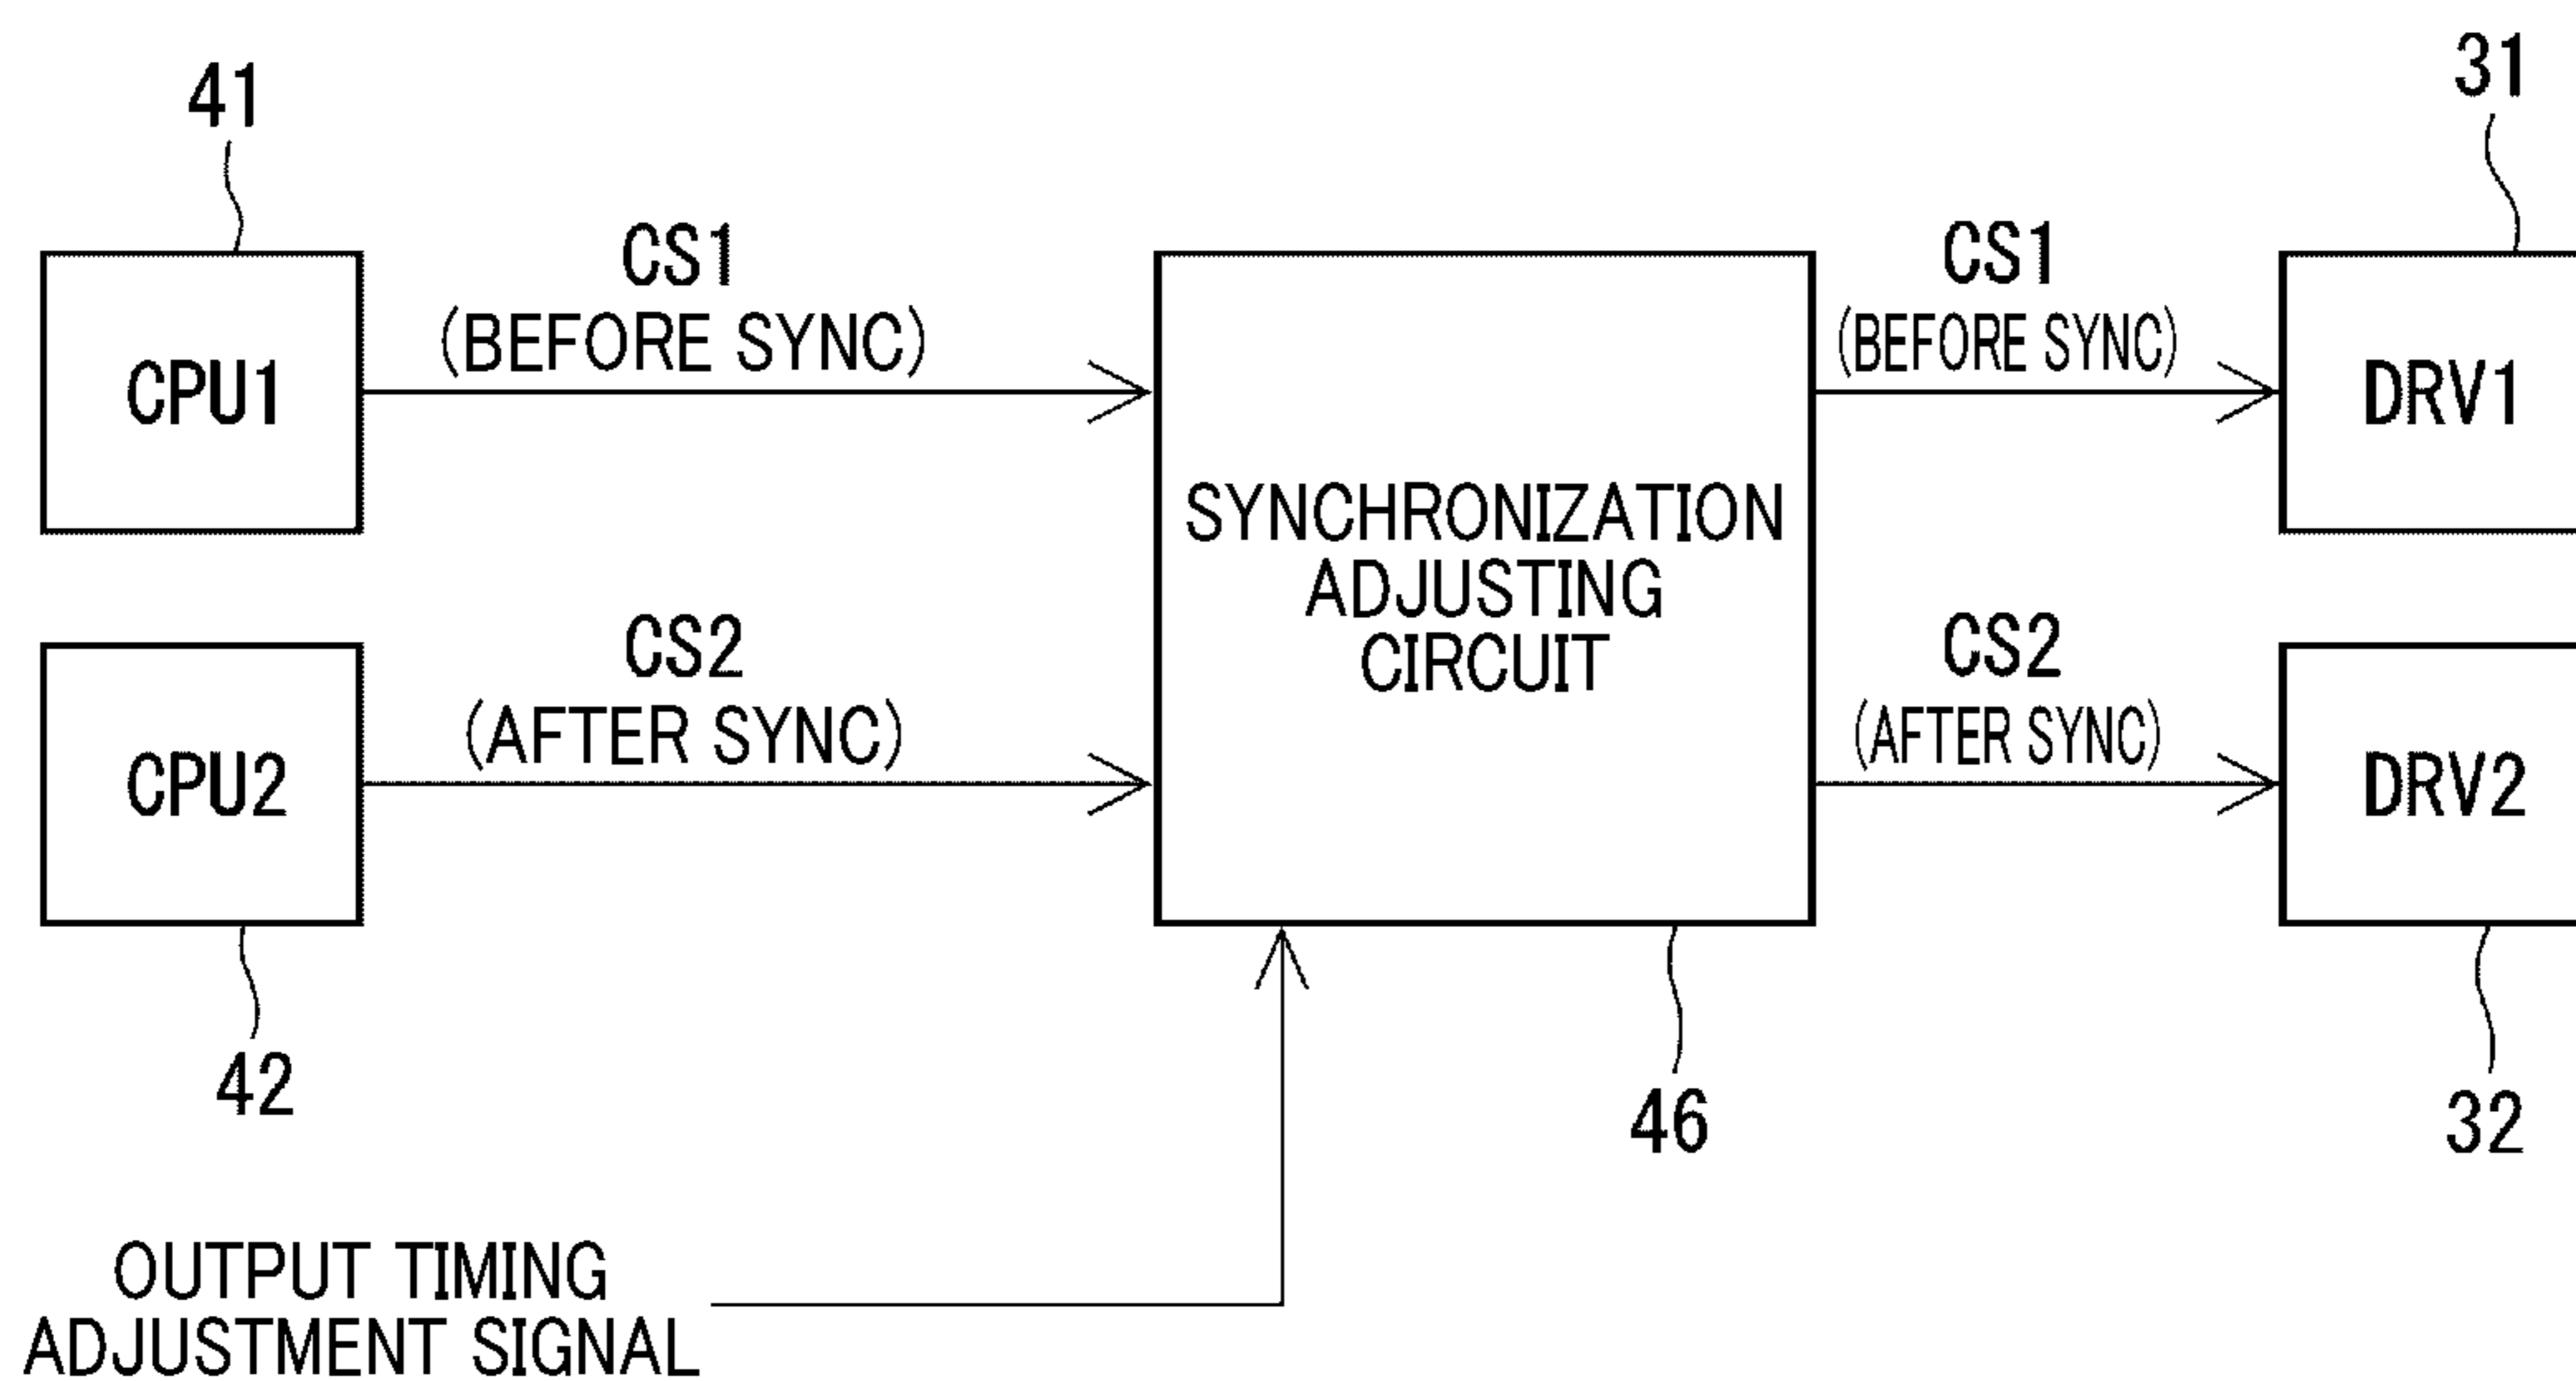 41
31
CS1
(BEFORE SYNC)
CS1
(BEFORE SYNC)
CPU1
DRV1
SYNCHRONIZATION
ADJUSTING
CIRCUIT
CS2
(AFTER SYNC)
CS2
(AFTER SYNC)
CPU2
DRV2
42
46
32
OUTPUT TIMING
ADJUSTMENT SIGNAL